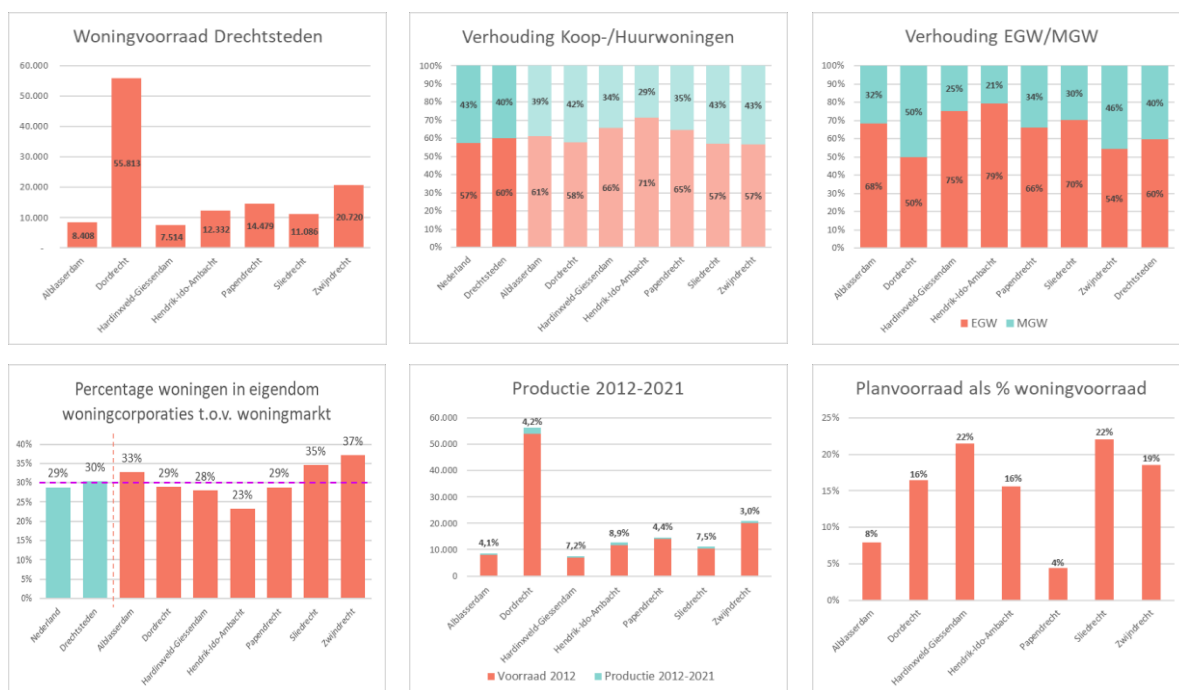 Woningvoorraad Drechtsteden
60.000
50.000
40.000
30.000
20.000
10.000
-
8.408
55.813
7.514
12.332
14.479
11.086
20.720
Alblasserdam
Dordrecht
Hardinxveld-Giessendam
Hendrik-Ido-Ambacht
Papendrecht
Sliedrecht
Zwijndrecht
Verhouding Koop-/Huurwoningen
100%
90%
80%
70%
60%
50%
40%
30%
20%
10%
0%
43%
40%
39%
42%
34%
29%
35%
43%
43%
57%
60%
61%
58%
66%
71%
65%
57%
57%
Nederland
Drechtsteden
Alblasserdam
Dordrecht
Hardinxveld-Giessendam
Hendrik-Ido-Ambacht
Papendrecht
Sliedrecht
Zwijndrecht
Verhouding EGW/MGW
100%
90%
80%
70%
60%
50%
40%
30%
20%
10%
0%
32%
50%
25%
21%
34%
30%
46%
40%
68%
50%
75%
79%
66%
70%
54%
60%
Alblasserdam
Dordrecht
Hardinxveld-Giessendam
Hendrik-Ido-Ambacht
Papendrecht
Sliedrecht
Zwijndrecht
Drechtsteden
EGW MGW
Percentage woningen in eigendom
woningcorporaties t.o.v. woningmarkt
40%
35%
30%
25%
20%
15%
10%
5%
0%
29%
30%
33%
29%
28%
23%
29%
35%
37%
Nederland
Drechtsteden
Alblasserdam
Dordrecht
Hardinxveld-Giessendam
Hendrik-Ido-Ambacht
Papendrecht
Sliedrecht
Zwijndrecht
Productie 2012-2021
60.000
50.000
40.000
30.000
20.000
10.000
0
4,1%
4,2%
7,2%
8,9%
4,4%
7,5%
3,0%
Alblasserdam
Dordrecht
Hardinxveld-Giessendam
Hendrik-Ido-Ambacht
Papendrecht
Sliedrecht
Zwijndrecht
Voorraad 2012 Productie 2012-2021
Planvoorraad als % woningvoorraad
25%
20%
15%
10%
5%
0%
8%
16%
22%
16%
4%
22%
19%
Alblasserdam
Dordrecht
Hardinxveld-Giessendam
Hendrik-Ido-Ambacht
Papendrecht
Sliedrecht
Zwijndrecht